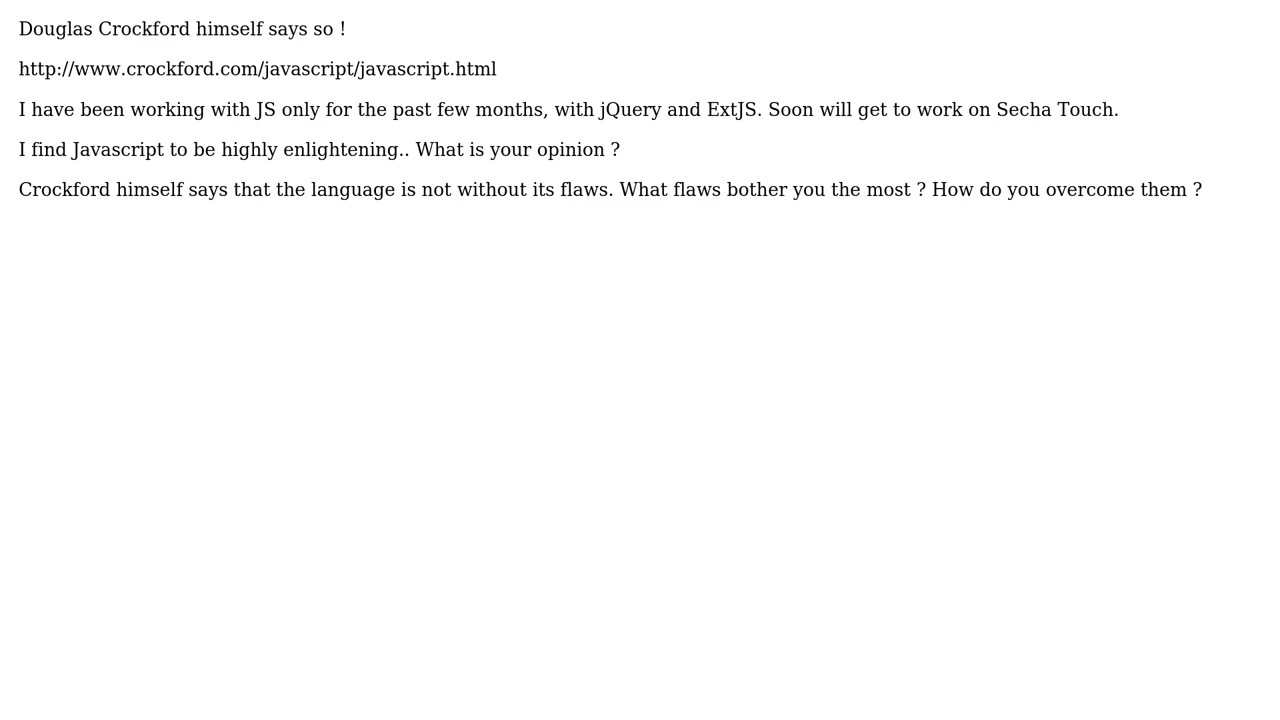 Douglas Crockford himself says so !
http://www.crockford.com/javascript/javascript.html
I have been working with JS only for the past few months, with jQuery and ExtJS. Soon will get to work on Secha Touch.
I find Javascript to be highly enlightening.. What is your opinion ?
Crockford himself says that the language is not without its flaws. What flaws bother you the most ? How do you overcome them ?